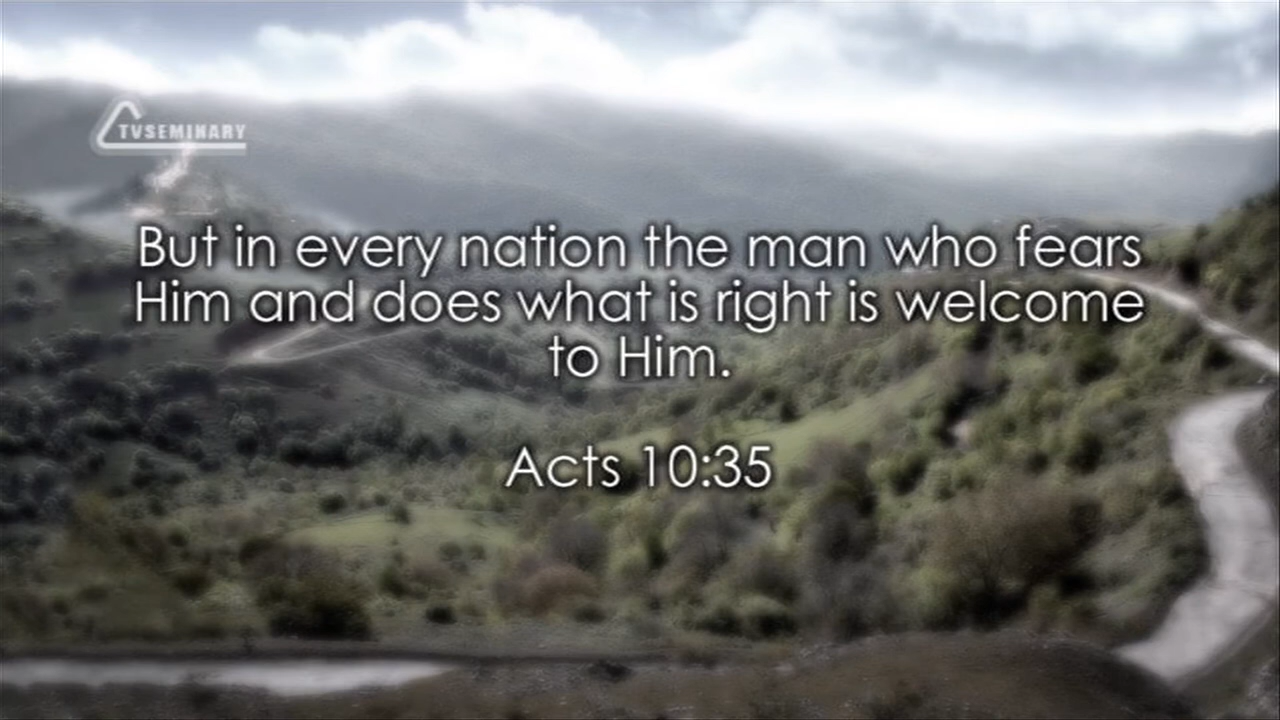 TVSEMINARY
But in every nation the man who fears
Him and does what is right is welcome
to Him.
Acts 10:35